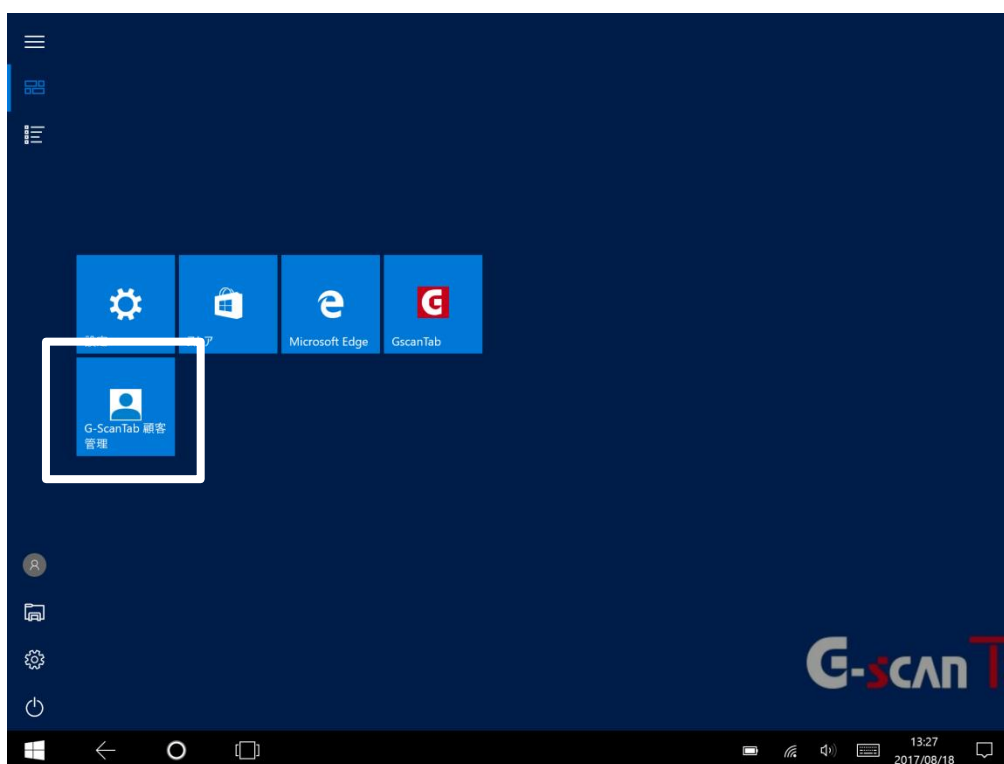 Microsoft Edge
GscanTab
G-ScanTab 顧客
管理
G-scan T
13:27
2017/08/18